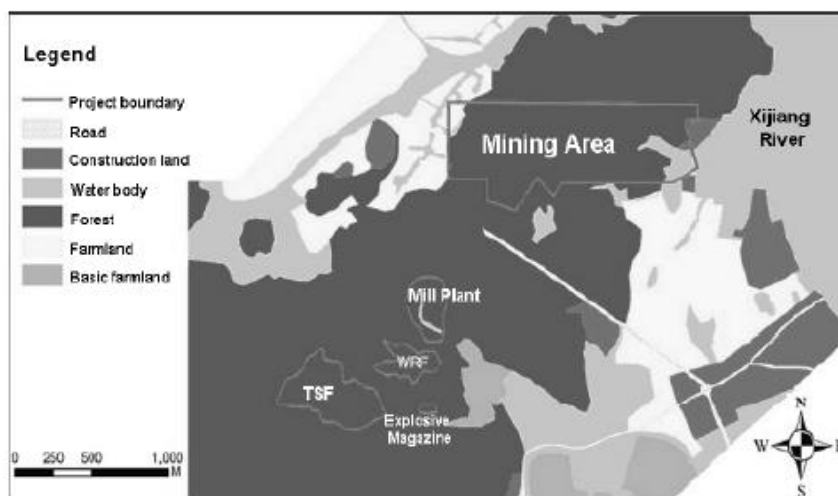 Legend
Project boundary
Road
Construction land
Water body
Forest
Farmland
Basic farmland
Xijiang
River
Mining Area
Mill Plant
WRF
TSF
Explosive
Magazine
0 250 500 1,000
M
N
W E
S